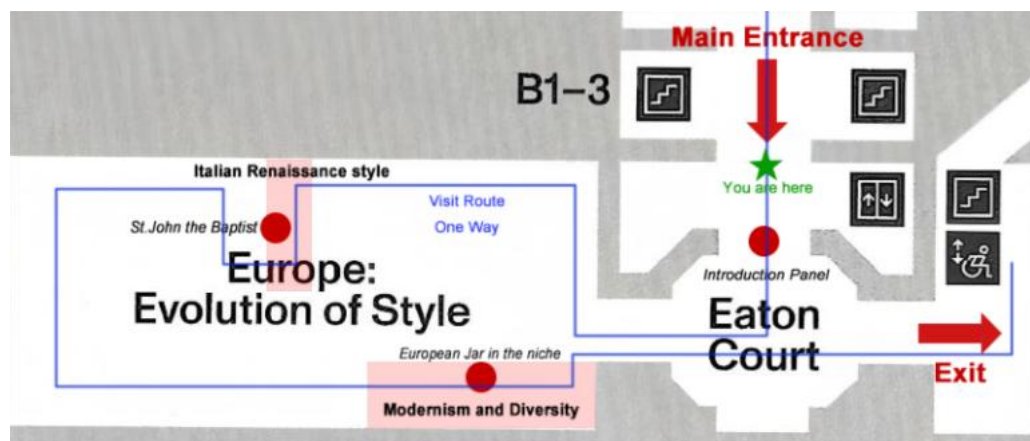 Main Entrance
B1–3
You are here
Italian Renaissance style
Visit Route
St.John the Baptist
One Way
Introduction Panel
Europe:
Evolution of Style
Eaton
Court
European Jar in the niche
Exit
Modernism and Diversity